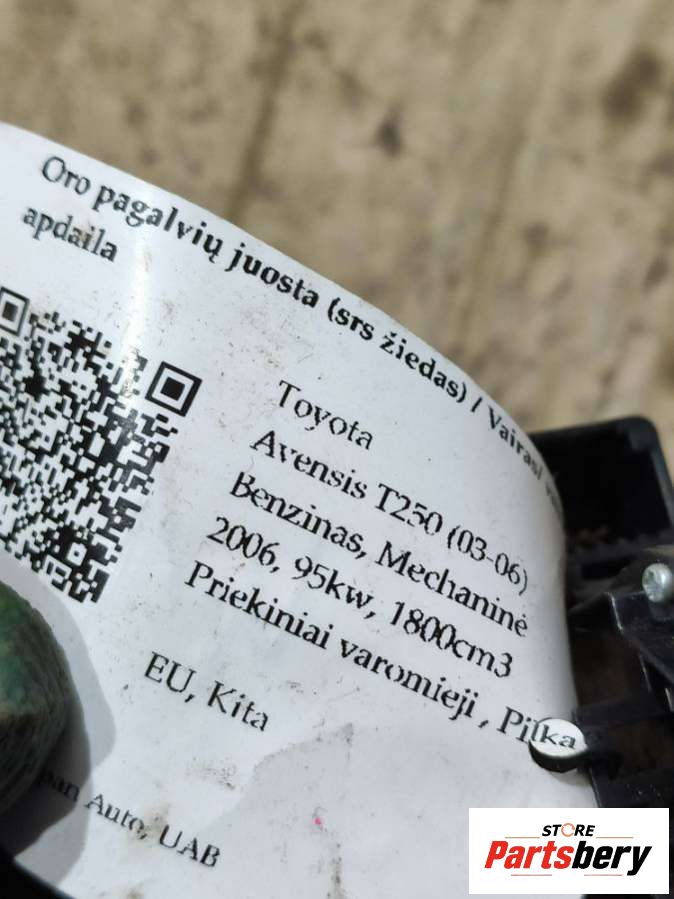 Oro pagalvių juosta (srs žiedas) / Vairas/
apdaila
Toyota
Avensis T250 (03-06)
Benzinas, Mechaninė
2006, 95kw, 1800cm3
Priekiniai varomieji , Pilka
EU, Kita
Auto, UAB
STORE
Partsbery